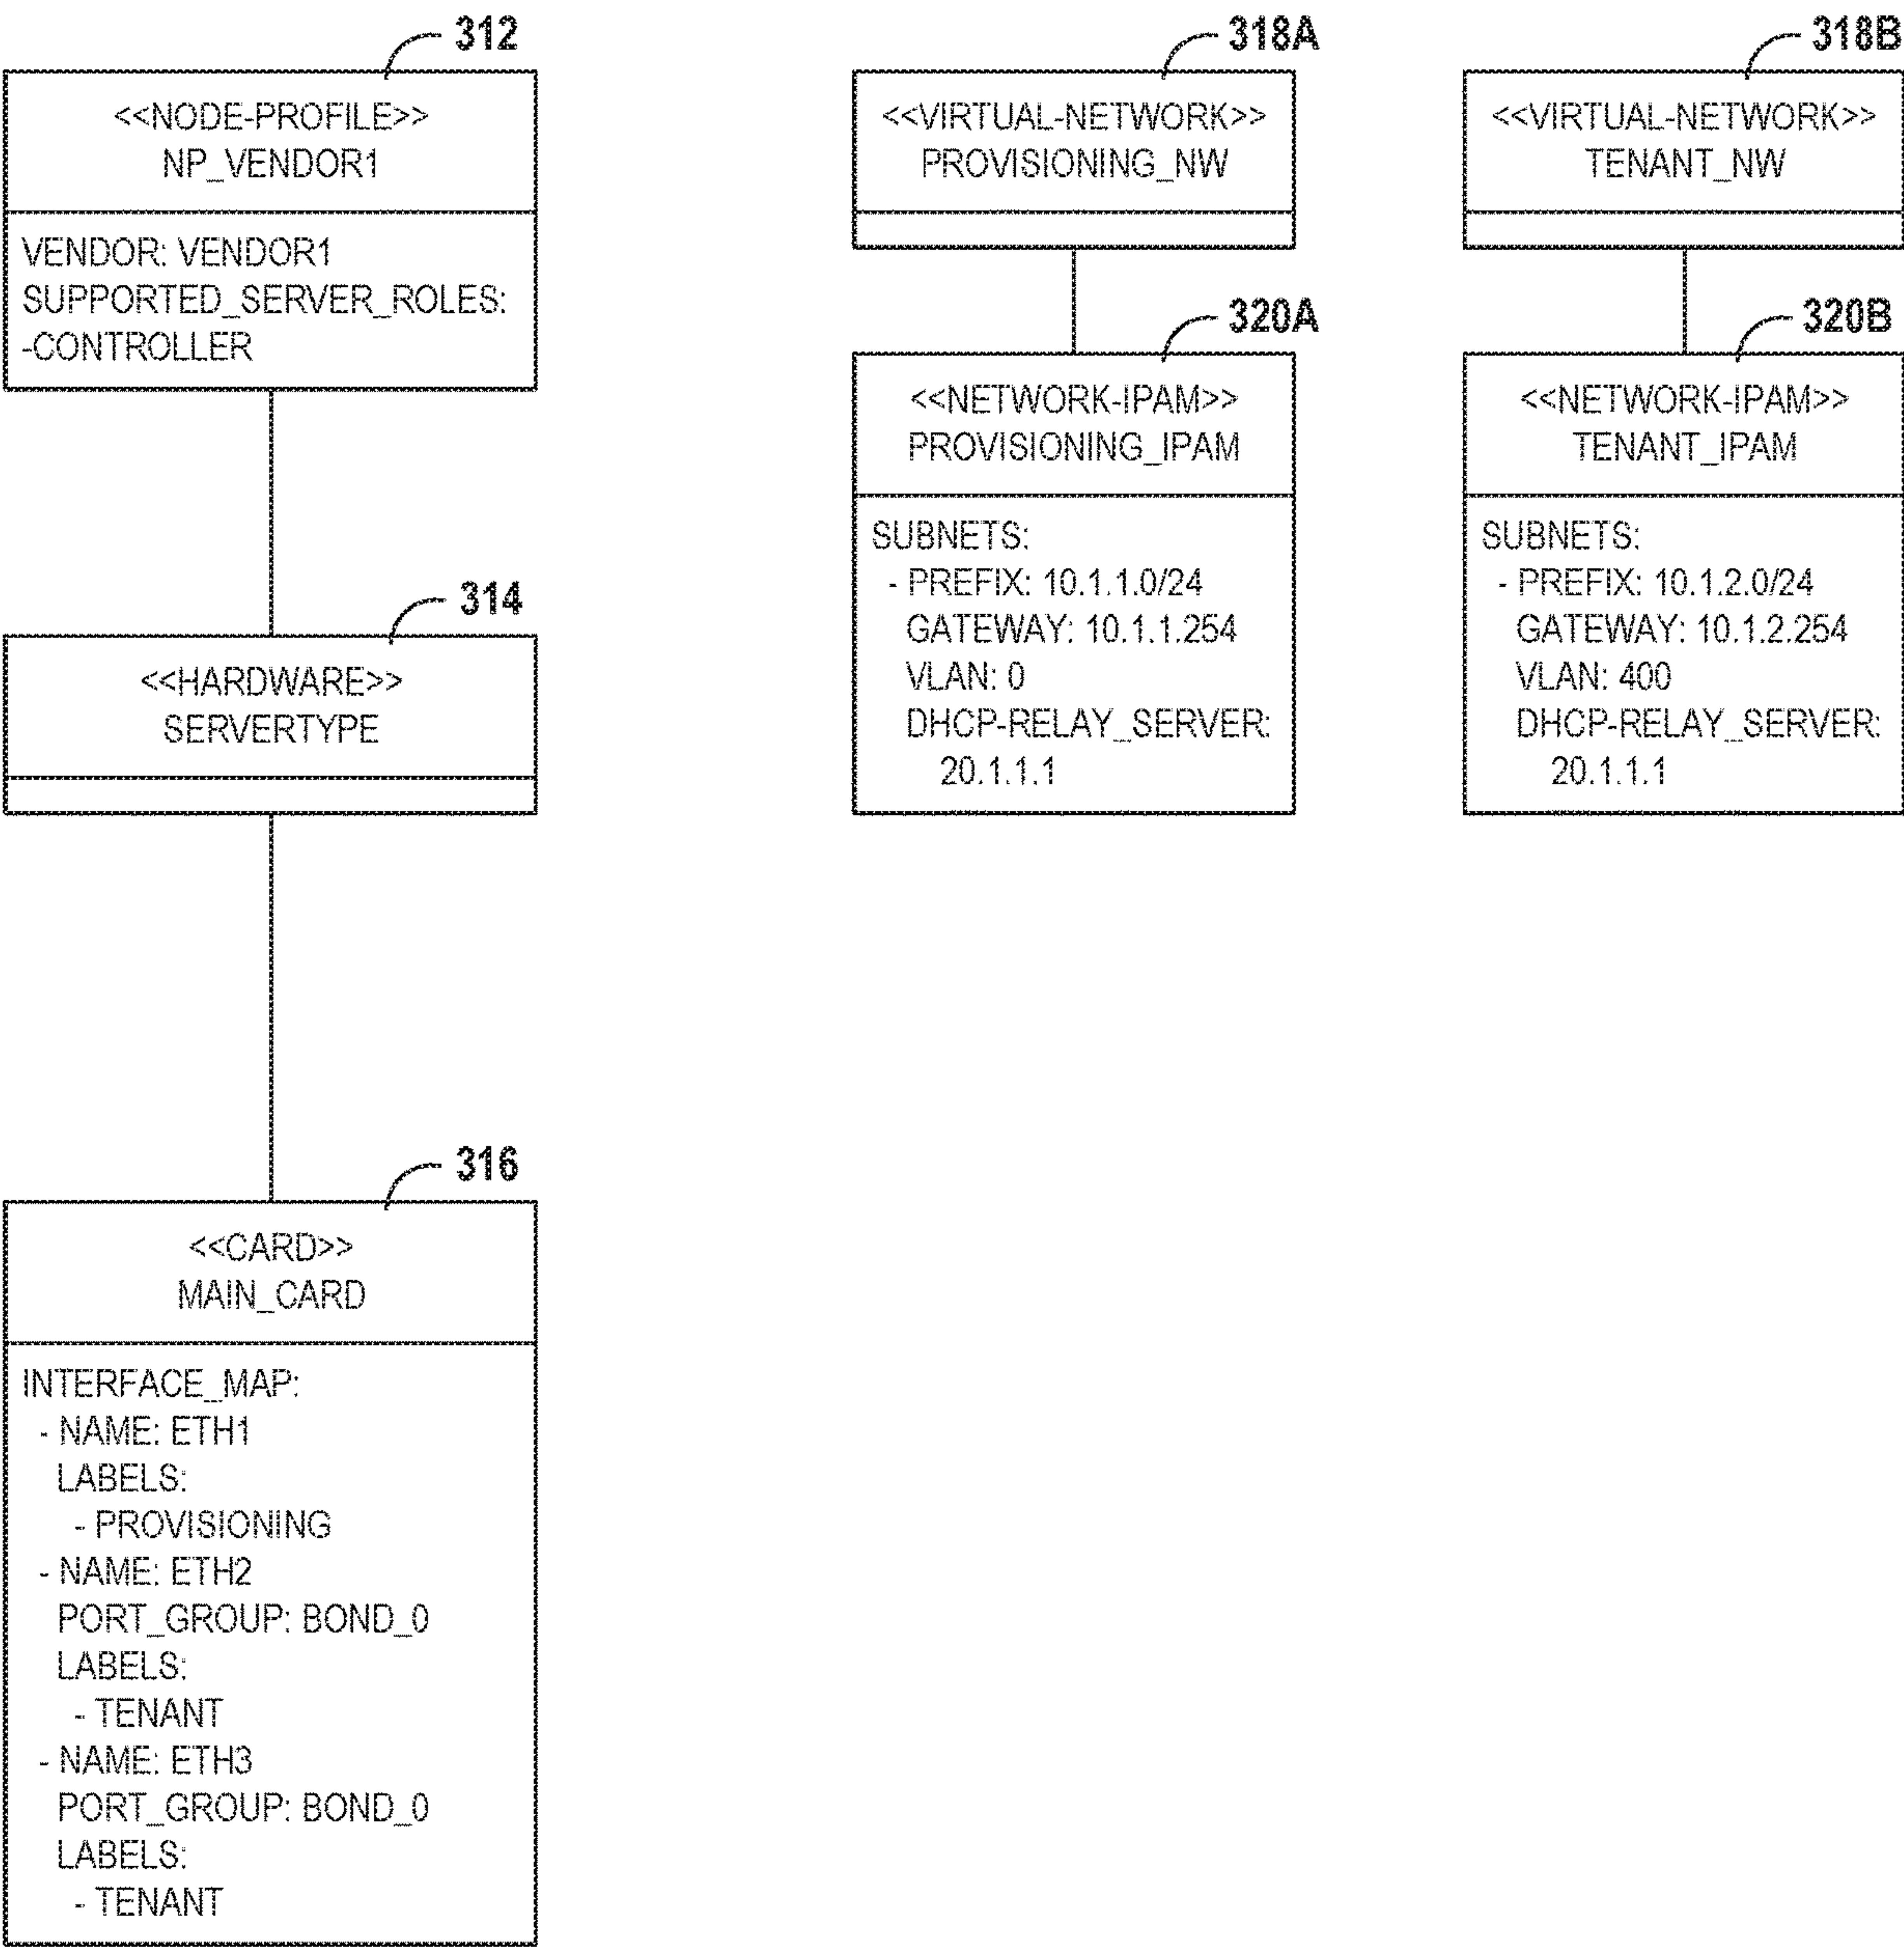 312
<<NODE-PROFILE>>
NP_VENDOR1
VENDOR: VENDOR1
SUPPORTED_SERVER_ROLES:
-CONTROLLER
314
<<HARDWARE>>
SERVERTYPE
316
<<CARD>>
MAIN_CARD
INTERFACE_MAP:
- NAME: ETH1
LABELS:
- PROVISIONING
- NAME: ETH2
PORT_GROUP: BOND_0
LABELS:
- TENANT
- NAME: ETH3
PORT_GROUP: BOND_0
LABELS:
- TENANT
318A
<<VIRTUAL-NETWORK>>
PROVISIONING_NW
320A
<<NETWORK-IPAM>>
PROVISIONING_IPAM
SUBNETS:
- PREFIX: 10.1.1.0/24
GATEWAY: 10.1.1.254
VLAN: 0
DHCP-RELAY_SERVER:
20.1.1.1
318B
<<VIRTUAL-NETWORK>>
TENANT_NW
320B
<<NETWORK-IPAM>>
TENANT_IPAM
SUBNETS:
- PREFIX: 10.1.2.0/24
GATEWAY: 10.1.2.254
VLAN: 400
DHCP-RELAY_SERVER:
20.1.1.1